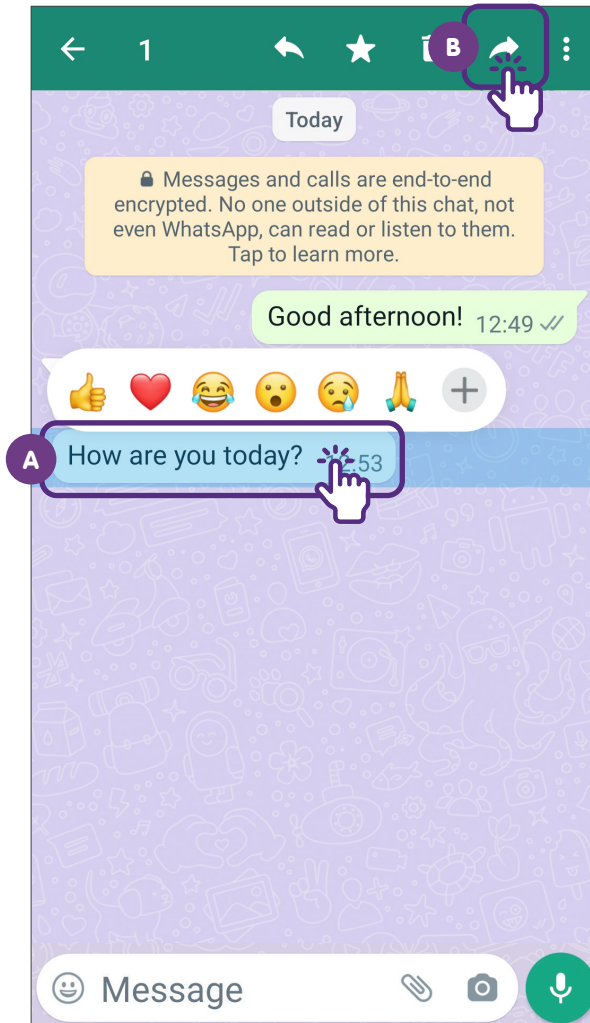 1
B
Today
Messages and calls are end-to-end
encrypted. No one outside of this chat, not
even WhatsApp, can read or listen to them.
Tap to learn more.
Good afternoon! 12:49
A
How are you today? 12:53
Message